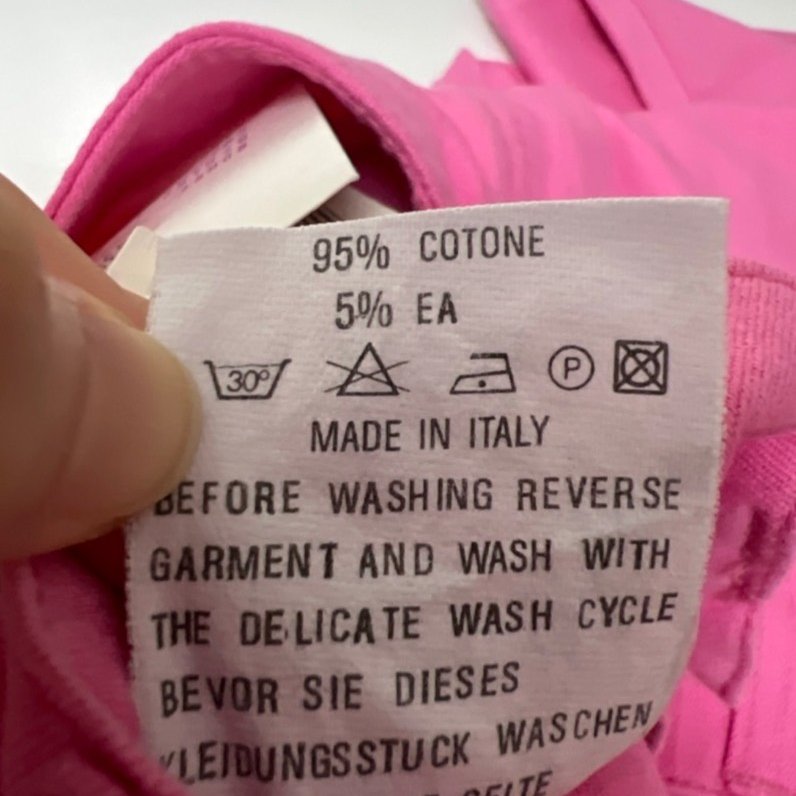 95% COTONE
5% EA
30° P
MADE IN ITALY
BEFORE WASHING REVERSE
GARMENT AND WASH WITH
THE DELICATE WASH CYCLE
BEVOR SIE DIESES
KLEIDUNGSSTUCK WASCHEN